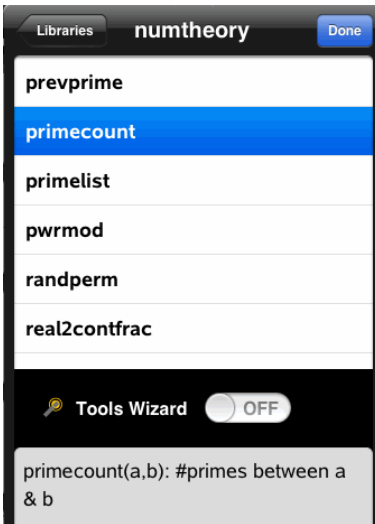 Libraries numtheory Done
prevprime
primecount
primelist
pwrmod
randperm
real2contfrac
Tools Wizard OFF
primecount(a,b): #primes between a
& b